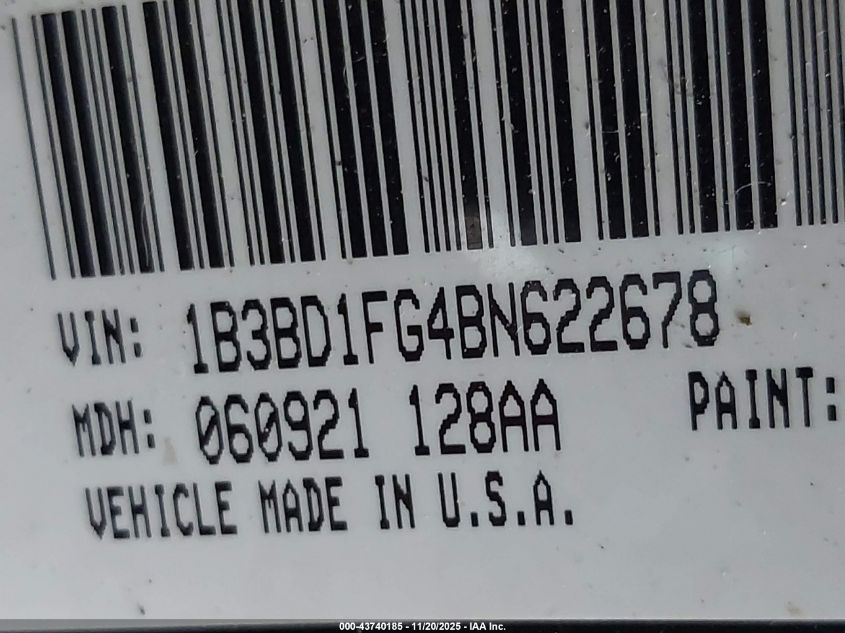 VIN: 1B3BD1FG4BN622678
MDH: 060921 128AA PAINT:
VEHICLE MADE IN U.S.A.
000-43740185 - 11/20/2025 - IAA Inc.